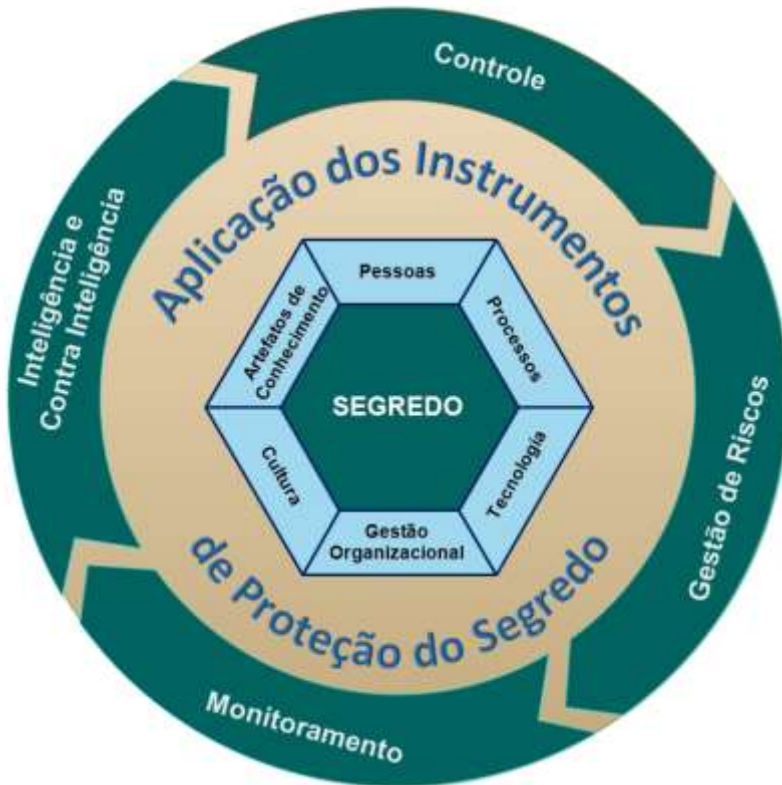 Controle
Gestão de Riscos
Monitoramento
Inteligência e
Contra Inteligência
Aplicação dos Instrumentos
de Proteção do Segredo
Pessoas
Processos
Tecnologia
Gestão
Organizacional
Cultura
Artefatos de
Conhecimento
SEGREDO